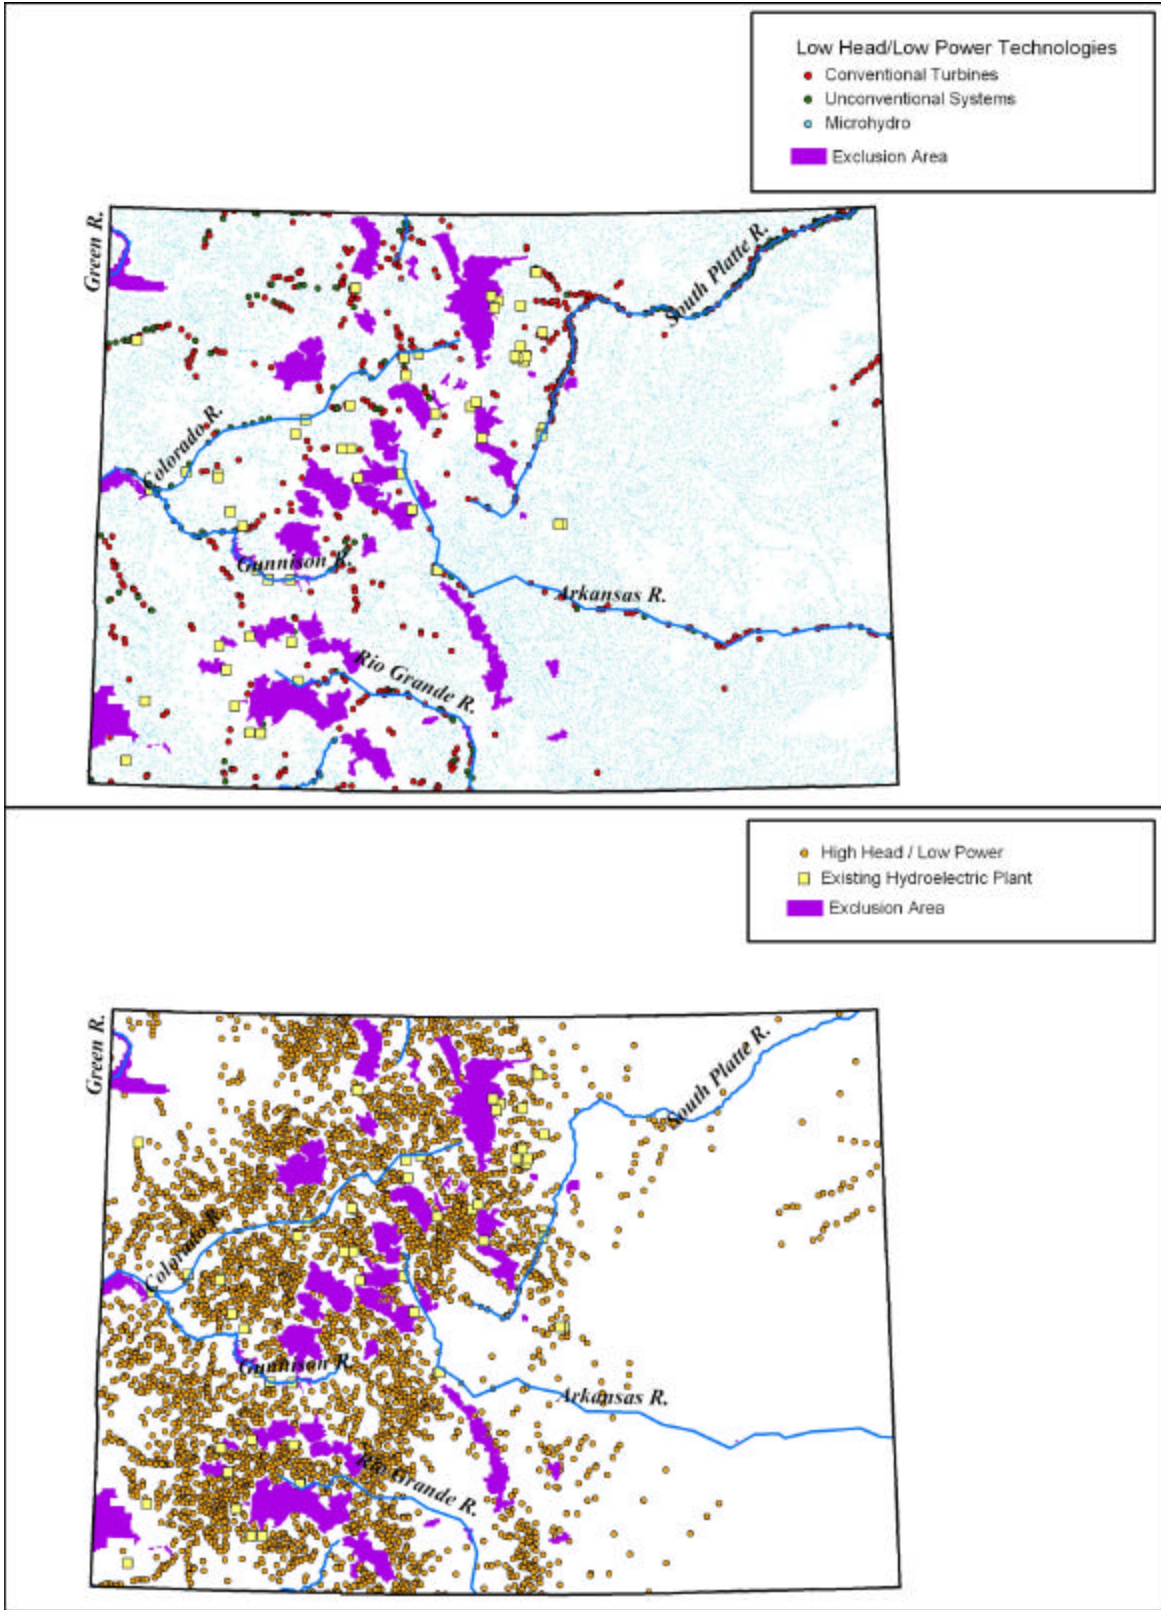 Low Head/Low Power Technologies
Conventional Turbines
Unconventional Systems
Microhydro
Exclusion Area
Green R.
South Platte R.
Colorado R.
Gunnison R.
Arkansas R.
Rio Grande R.
High Head / Low Power
Existing Hydroelectric Plant
Exclusion Area
Green R.
South Platte R.
Colorado R.
Gunnison R.
Arkansas R.
Rio Grande R.